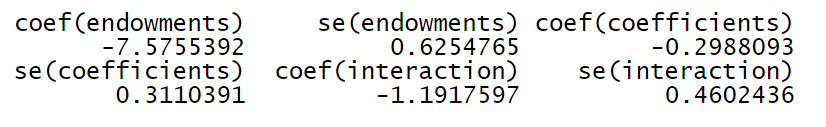 coef(endowments) se(endowments) coef(coefficients)
-7.5755392 0.6254765 -0.2988093
se(coefficients) coef(interaction) se(interaction)
0.3110391 -1.1917597 0.4602436